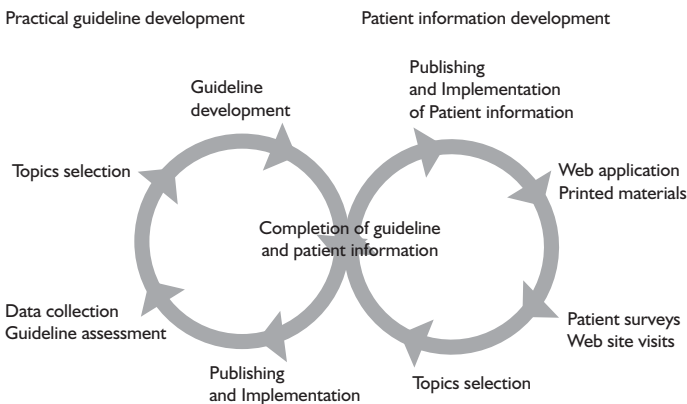 Practical guideline development
Patient information development
Guideline
development
Publishing
and Implementation
of Patient information
Topics selection
Web application
Printed materials
Completion of guideline
and patient information
Data collection
Guideline assessment
Patient surveys
Web site visits
Publishing
and Implementation
Topics selection